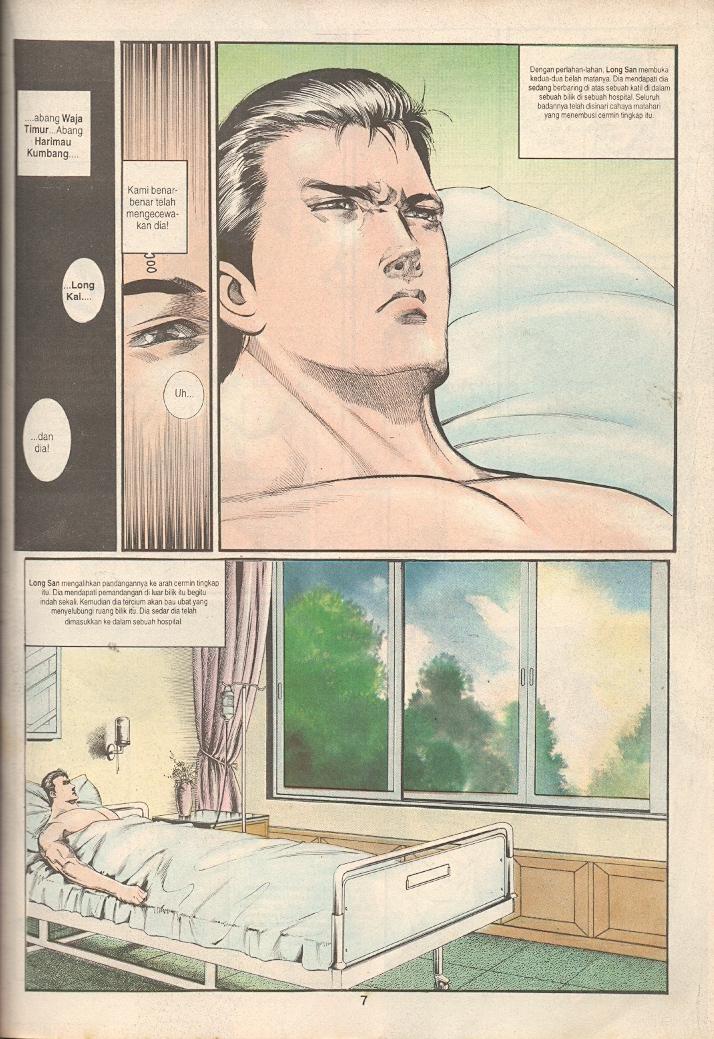 ....abang Waja
Timur...Abang
Harimau
Kumbang....
...Long
Kai....
...dan
dia!
Kami benar-
benar telah
mengecewa-
kan dia!
Uh...
Dengan perlahan-lahan, Long San membuka
kedua-dua belah matanya. Dia mendapati dia
sedang berbaring di atas sebuah katil di dalam
sebuah bilik di sebuah hospital. Seluruh
badannya telah disinari cahaya matahari
yang menembusi cermin tingkap itu.
Long San mengalihkan pandangannya ke arah cermin tingkap
itu. Dia mendapati pemandangan di luar bilik itu begitu
indah sekali. Kemudian dia tercium akan bau ubat yang
menyelubungi ruang bilik itu. Dia sedar dia telah
dimasukkan ke dalam sebuah hospital.
7